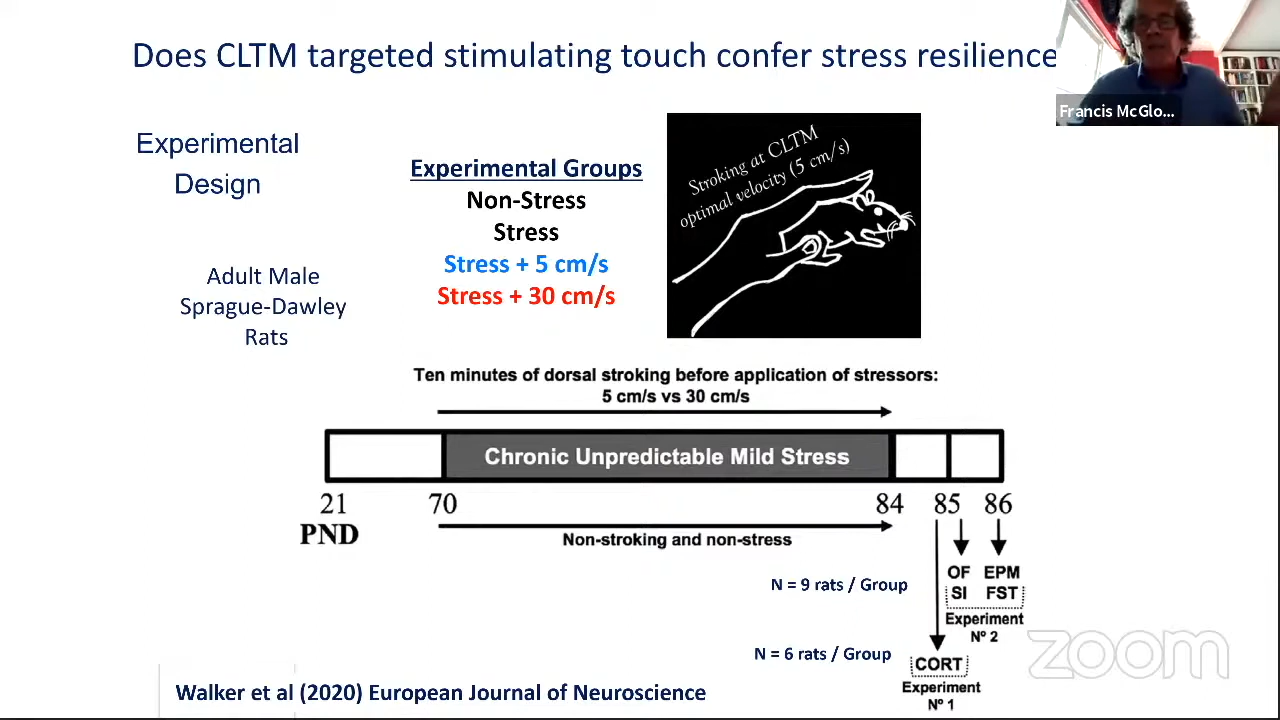 Does CLTM targeted stimulating touch confer stress resilience
Francis McGlo...
Experimental
Design
Adult Male
Sprague-Dawley
Rats
Experimental Groups
Non-Stress
Stress
Stress + 5 cm/s
Stress + 30 cm/s
Stroking at CLTM
optimal velocity (5 cm/s)
Ten minutes of dorsal stroking before application of stressors:
5 cm/s vs 30 cm/s
Chronic Unpredictable Mild Stress
21 70 84 85 86
PND
Non-stroking and non-stress
N = 9 rats / Group
OF EPM
SI FST
Experiment
Nº 2
N = 6 rats / Group
CORT
Experiment
Nº 1
zoom
Walker et al (2020) European Journal of Neuroscience